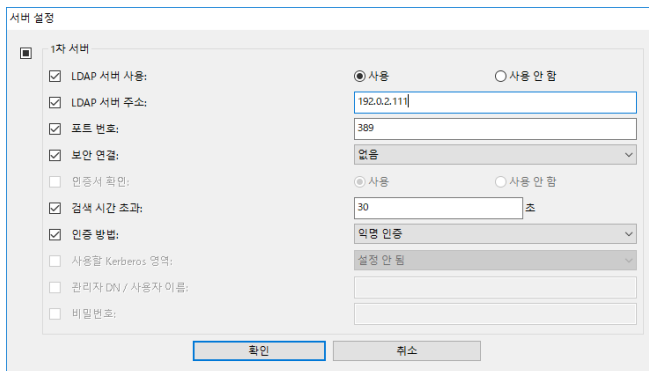 서버 설정
1차 서버
LDAP 서버 사용: 사용 사용 안 함
LDAP 서버 주소: 192.0.2.111
포트 번호: 389
보안 연결: 없음
인증서 확인: 사용 사용 안 함
검색 시간 초과: 30 초
인증 방법: 익명 인증
사용할 Kerberos 영역: 설정 안 됨
관리자 DN / 사용자 이름:
비밀번호:
확인 취소